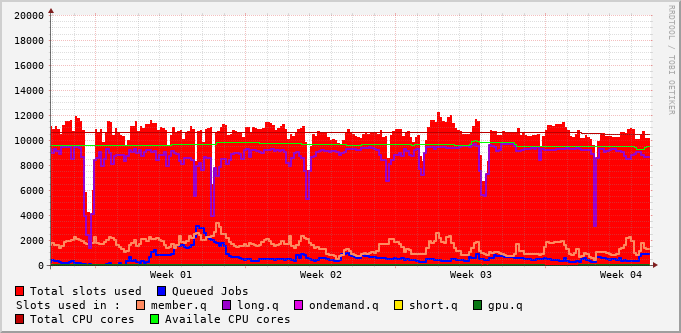 RRDTOOL / TOBI OETIKER
20000
18000
16000
14000
12000
10000
8000
6000
4000
2000
0
Week 01 Week 02 Week 03 Week 04
Total slots used Queued Jobs
Slots used in : member.q long.q ondemand.q short.q gpu.q
Total CPU cores Availale CPU cores